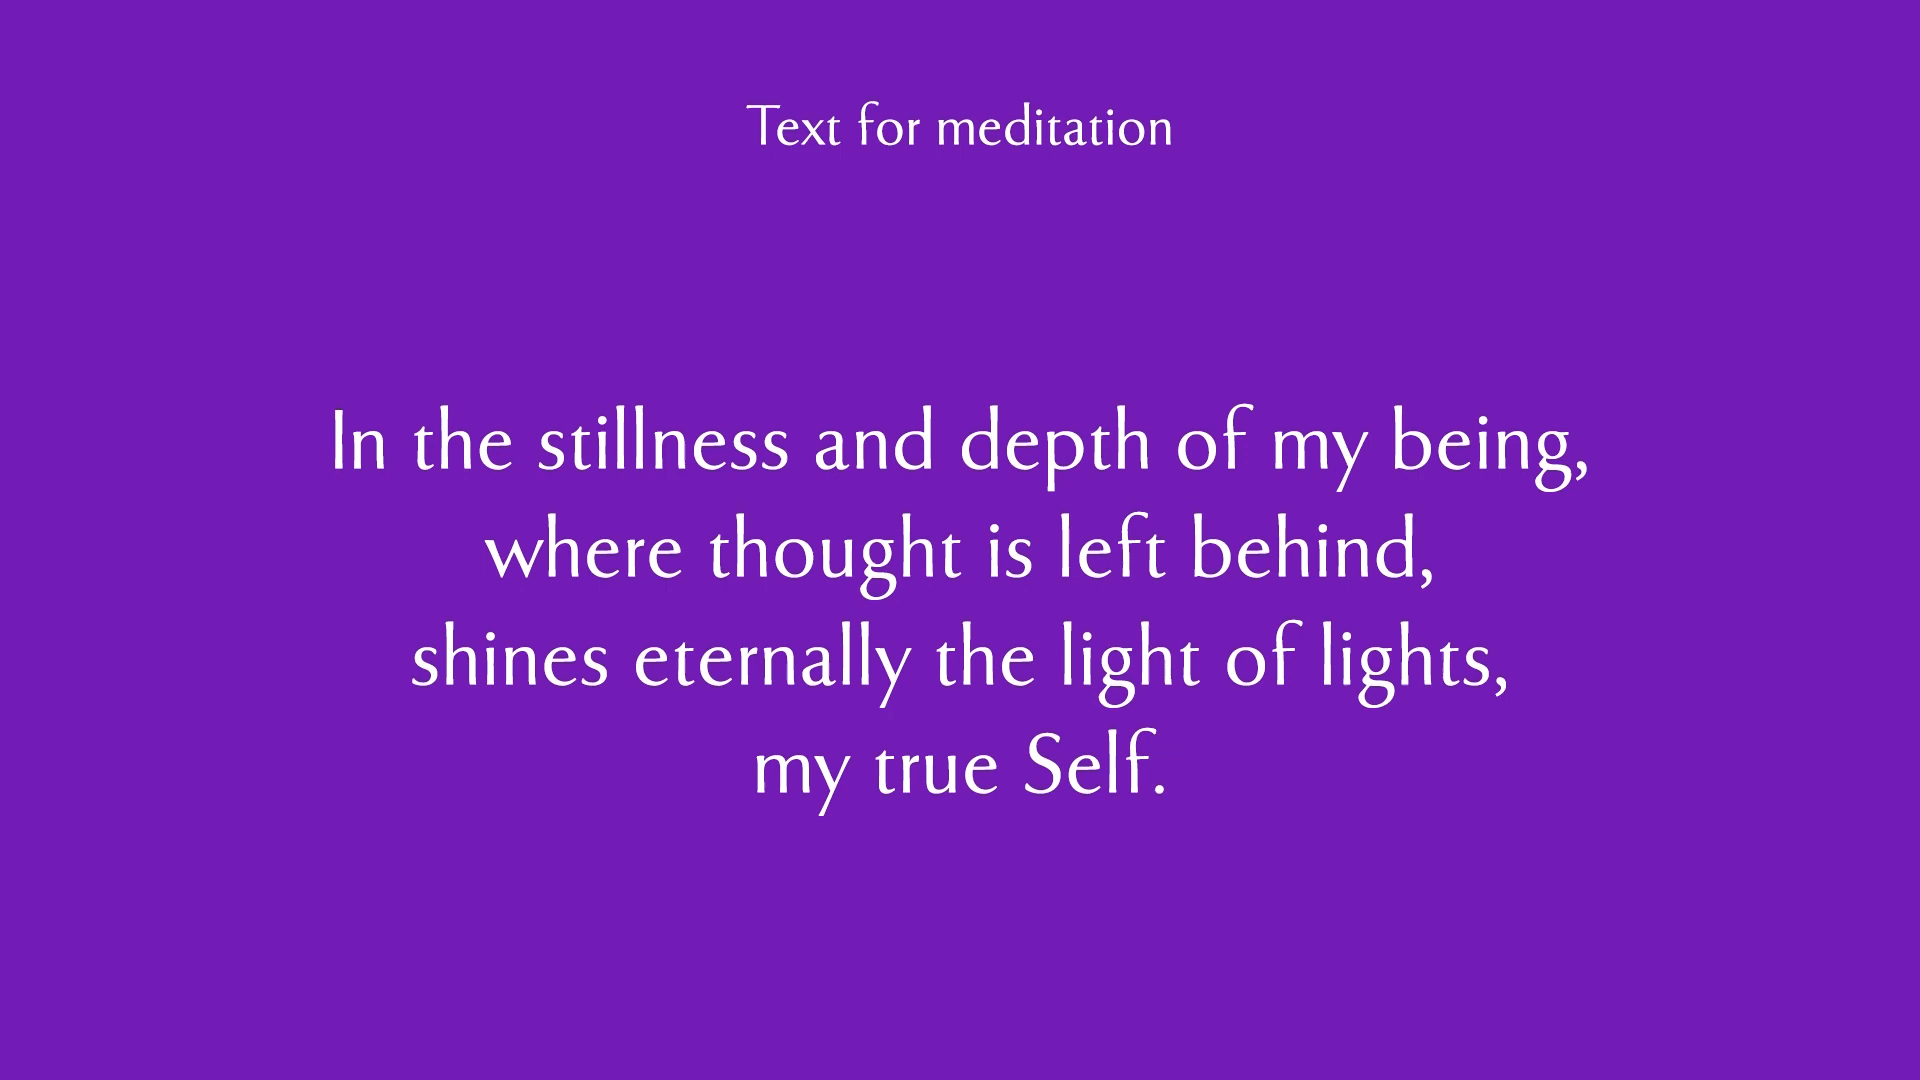 Text for meditation
In the stillness and depth of my being,
where thought is left behind,
shines eternally the light of lights,
my true Self.